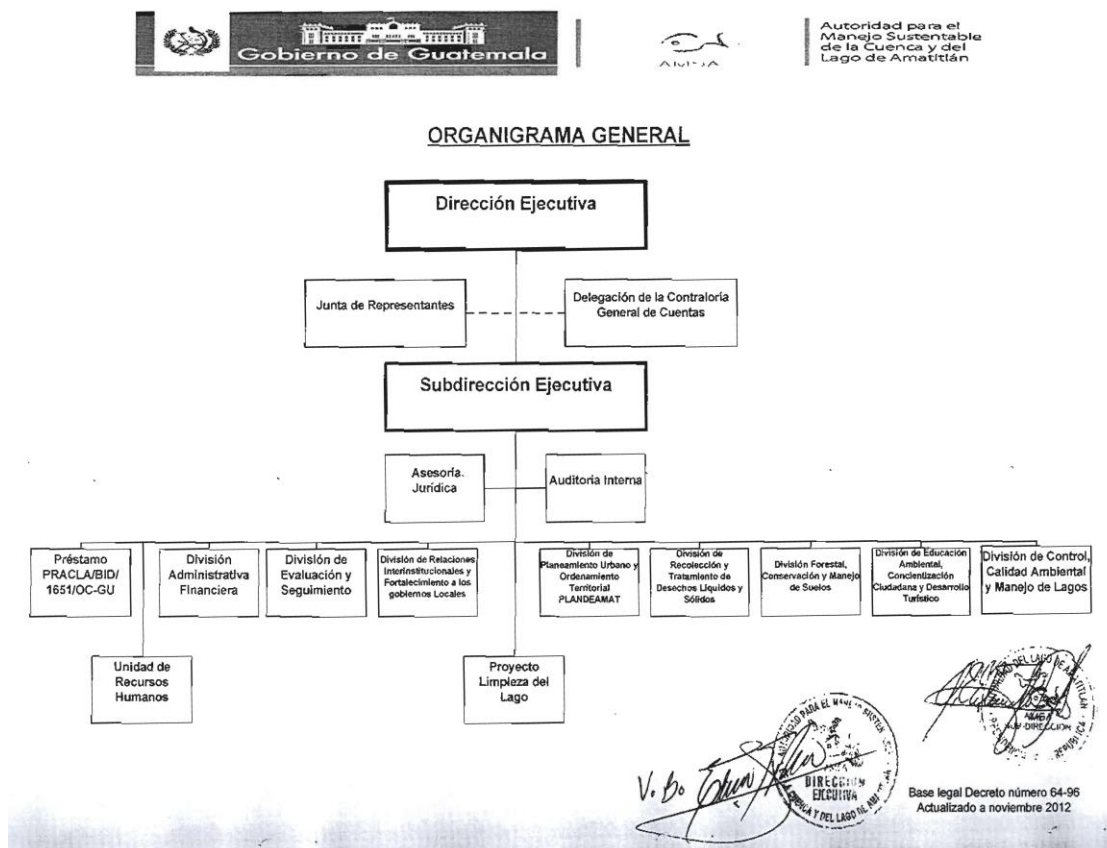 Gobierno de Guatemala
Autoridad para el
Manejo Sustentable
de la Cuenca y del
Lago de Amatitlán
ORGANIGRAMA GENERAL
Dirección Ejecutiva
Junta de Representantes
Delegación de la Contraloría
General de Cuentas
Subdirección Ejecutiva
Asesoría.
Jurídica
Auditoría Interna
Préstamo
PRACLA/BID/
1651/OC-GU
División
Administrativa
Financiera
División de
Evaluación y
Seguimiento
División de Relaciones
Interinstitucionales y
Fortalecimiento a los
gobiernos Locales
División de
Planeamiento Urbano y
Ordenamiento
Territorial
PLANDEAMAT
División de
Recolección y
Tratamiento de
Desechos Líquidos y
Sólidos
División Forestal,
Conservación y Manejo
de Suelos
División de Educación
Ambiental,
Concientización
Ciudadana y Desarrollo
Turístico
División de Control,
Calidad Ambiental
y Manejo de Lagos
Unidad de
Recursos
Humanos
Proyecto
Limpieza del
Lago
V. Bo
DIRECCION
EJECUTIVA
Base legal Decreto número 64-96
Actualizado a noviembre 2012